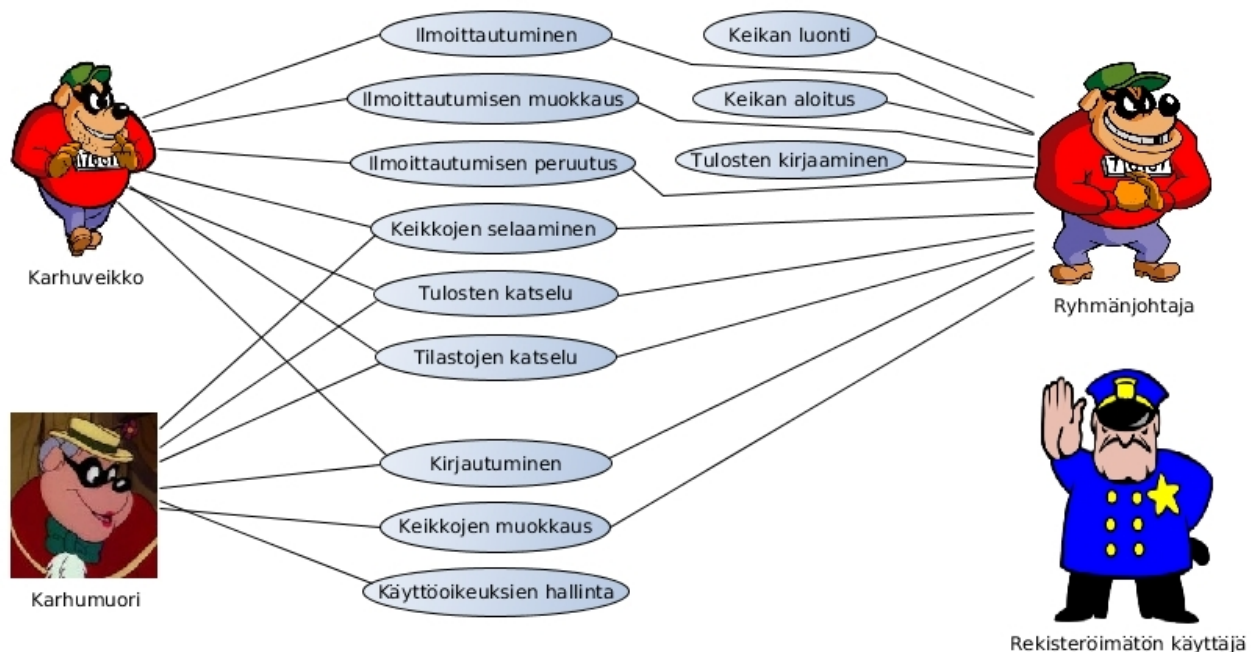 Ilmoittautuminen
Keikan luonti
Ilmoittautumisen muokkaus
Keikan aloitus
Ilmoittautumisen peruutus
Tulosten kirjaaminen
Keikkojen selaaminen
Karhuveikko
Tulosten katselu
Ryhmänjohtaja
Tilastojen katselu
Kirjautuminen
Keikkojen muokkaus
Käyttöoikeuksien hallinta
Karhumuori
Rekisteröimätön käyttäjä